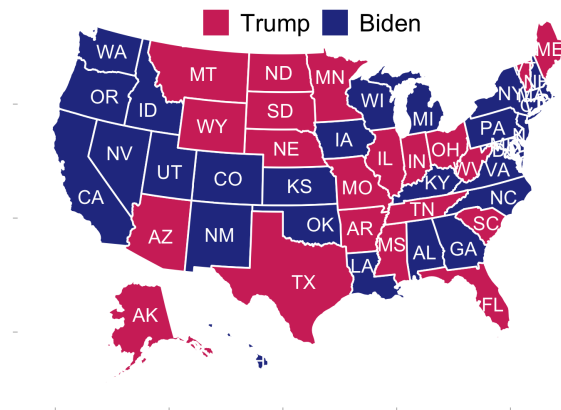 Trump Biden
WA
MT ND MN ME
OR ID SD WI NY
WY MI
IA PA
NV NE IL IN OH
UT CO WV VA
CA KS MO KY
NC
OK TN
AZ NM AR SC
MS AL GA
LA
TX
FL
AK